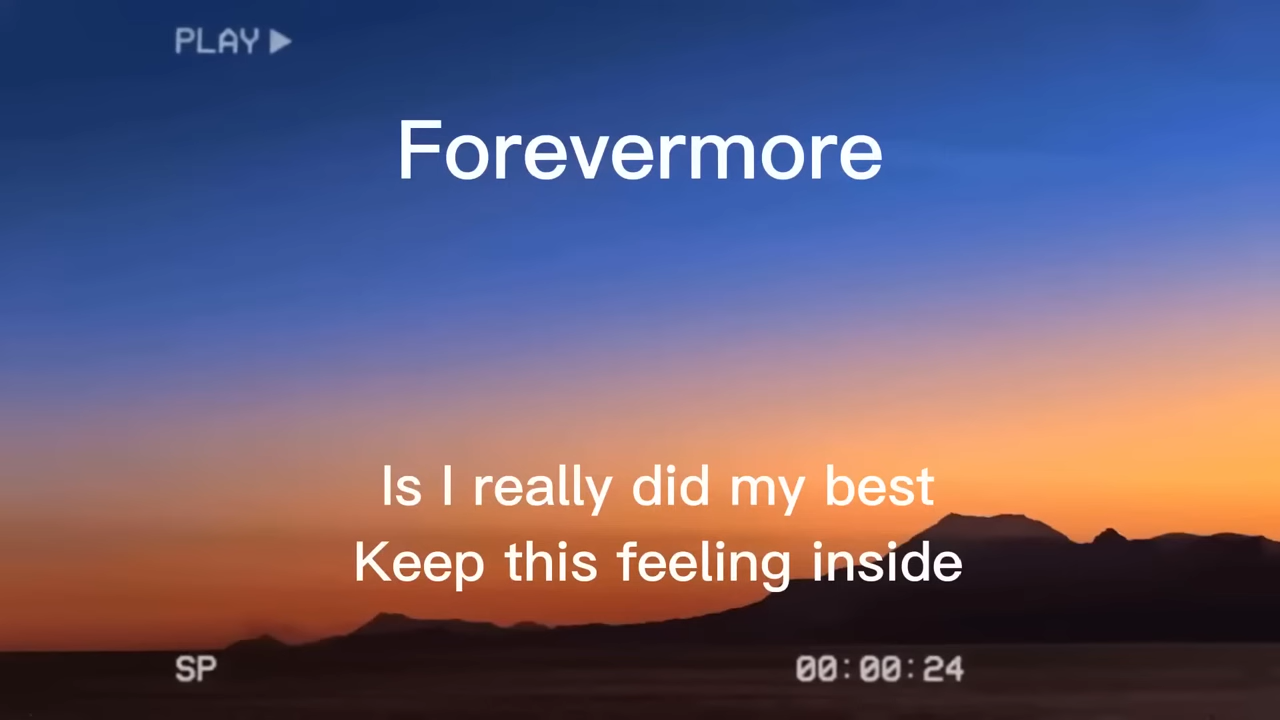 PLAY ▶
Forevermore
Is I really did my best
Keep this feeling inside
SP
00:00:24